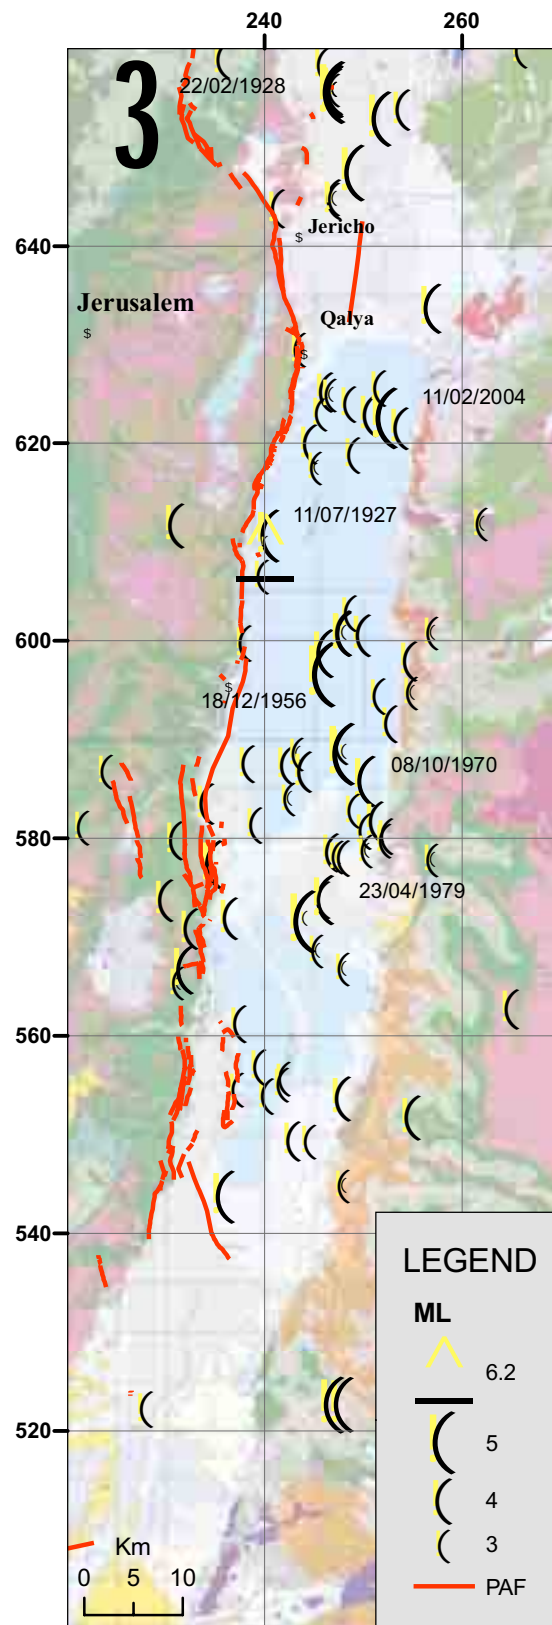 240 260
3
22/02/1928
$
Jericho
640
Jerusalem
$
Qalya
$
11/02/2004
620
11/07/1927
600
$
18/12/1956
08/10/1970
580
23/04/1979
560
540
LEGEND
ML
6.2
5
4
3
PAF
520
Km
0 5 10